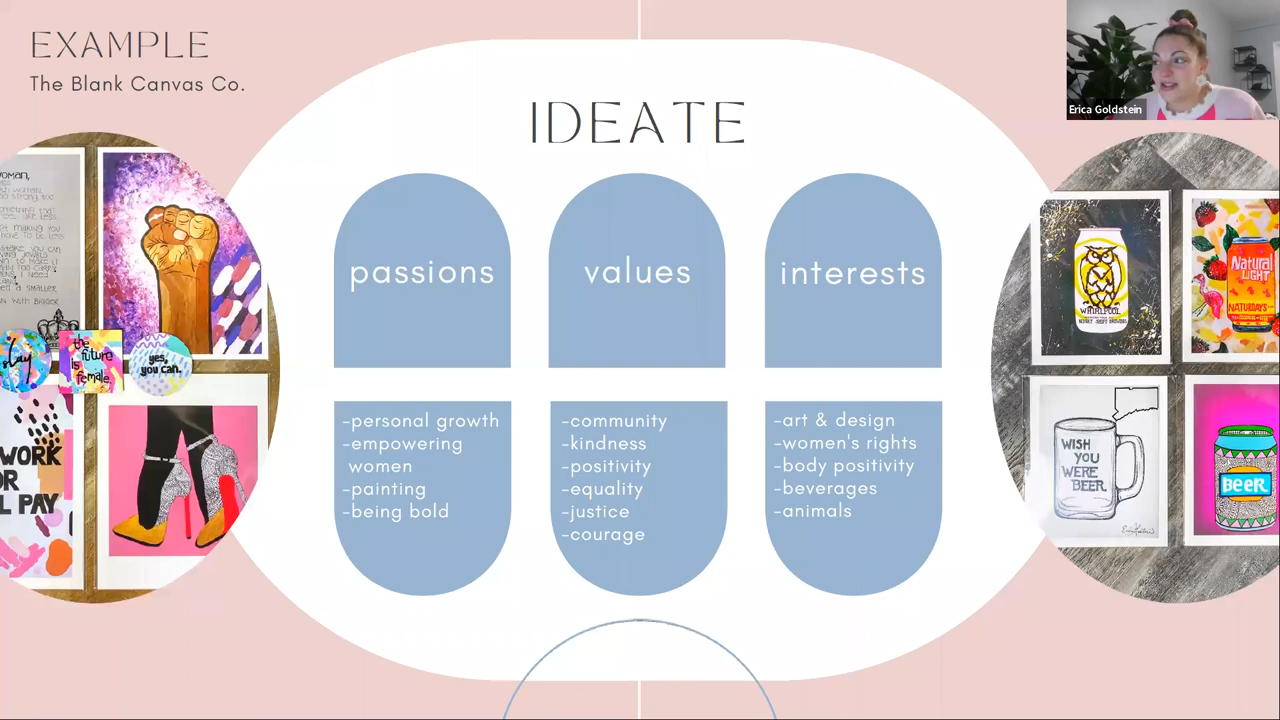 EXAMPLE
The Blank Canvas Co.
Erica Goldstein
IDEATE
passions
values
interests
-personal growth
-empowering
women
-painting
-being bold
-community
-kindness
-positivity
-equality
-justice
-courage
-art & design
-women's rights
-body positivity
-beverages
-animals
slay
the
future
is
female.
yes,
you can.
WORK
PAY
WHIRLPOOL
Natural
LIGHT
NATURDAYS
WISH
YOU
WERE
BEER
BEER